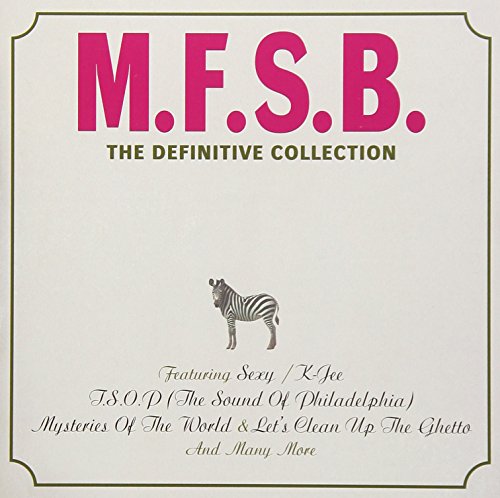 M.F.S.B.
THE DEFINITIVE COLLECTION
Featuring Sexy / K-Jee
T.S.O.P (The Sound Of Philadelphia)
Mysteries Of The World & Let's Clean Up The Ghetto
And Many More